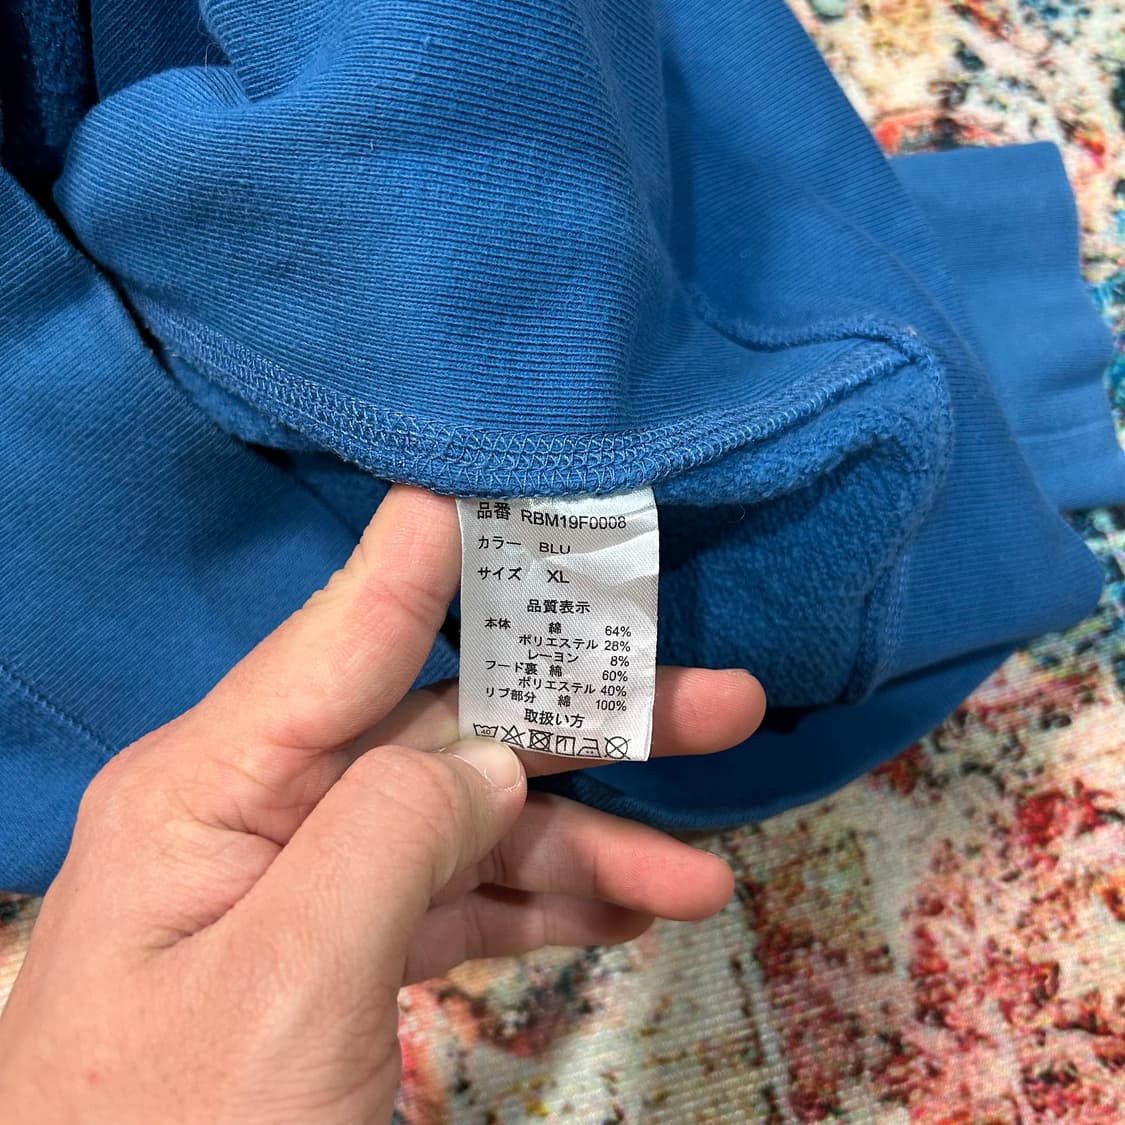 品番 RBM19F0008
カラー BLU
サイズ XL
品質表示
本体 綿 64%
ポリエステル 28%
レーヨン 8%
フード裏 綿 60%
ポリエステル 40%
リブ部分 綿 100%
取扱い方
40